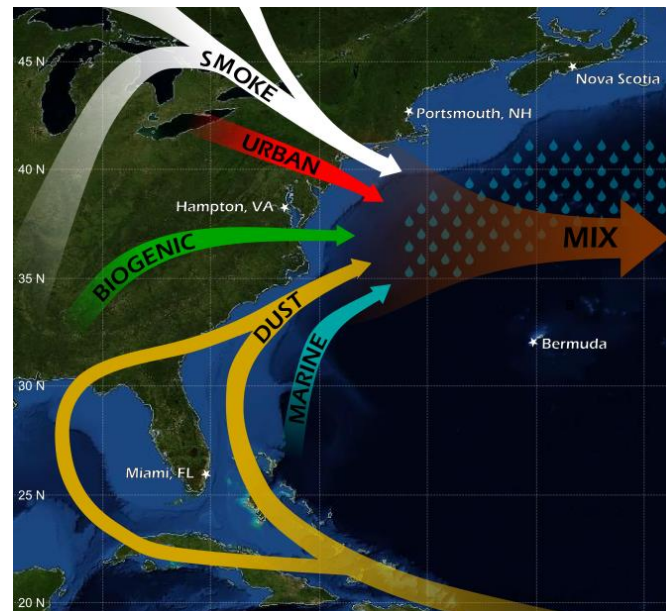 45 N
SMOKE
Nova Scotia
Portsmouth, NH
40 N
URBAN
Hampton, VA
BIOGENIC
MIX
35 N
DUST
Bermuda
MARINE
30 N
Miami, FL
25 N
20 N